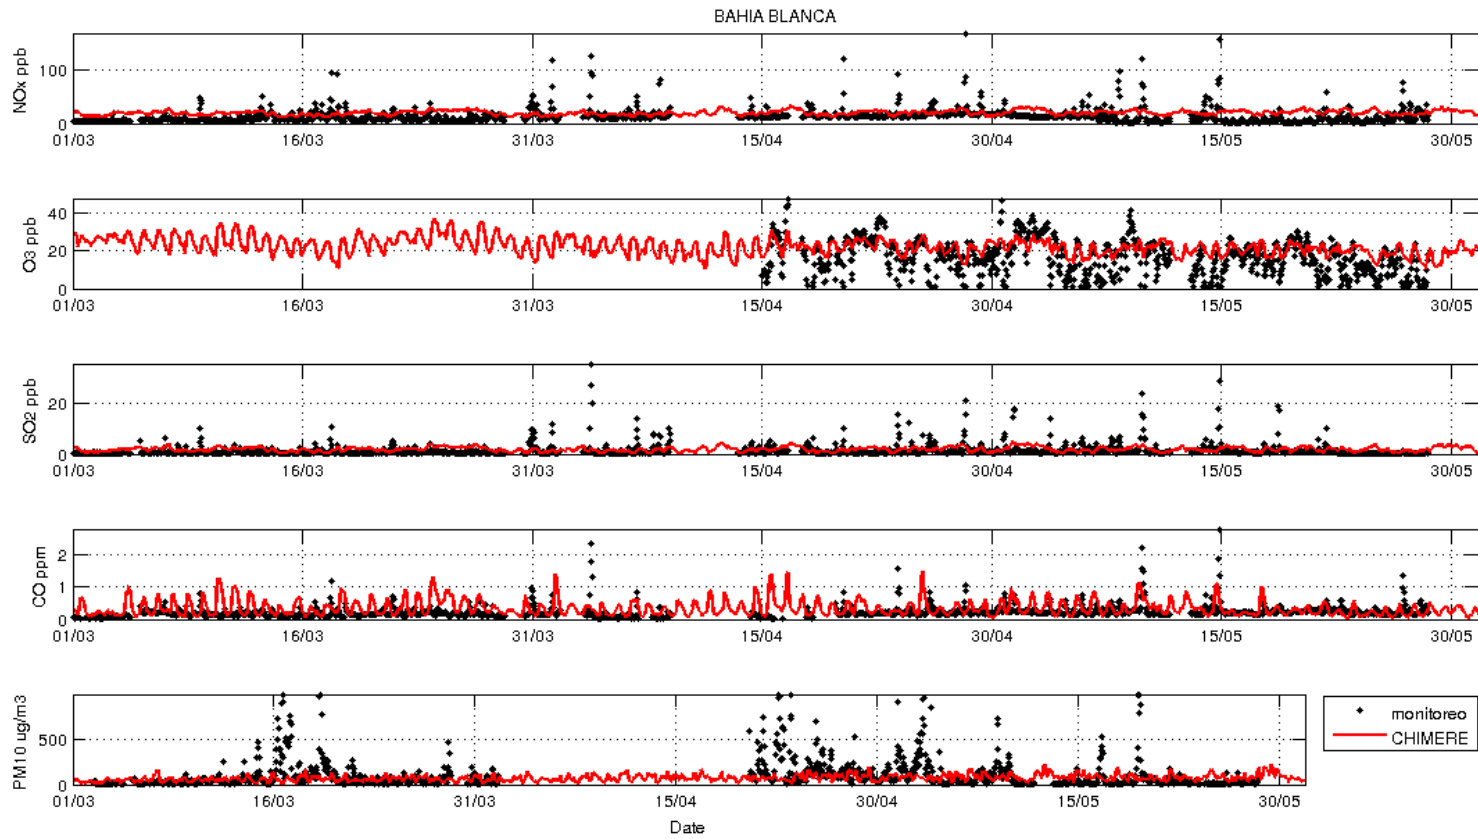 BAHIA BLANCA
NOx ppb
100
0
01/03 16/03 31/03 15/04 30/04 15/05 30/05
O3 ppb
40
20
0
01/03 16/03 31/03 15/04 30/04 15/05 30/05
SO2 ppb
20
0
01/03 16/03 31/03 15/04 30/04 15/05 30/05
CO ppm
2
1
0
01/03 16/03 31/03 15/04 30/04 15/05 30/05
PM10 ug/m3
500
0
01/03 16/03 31/03 15/04 30/04 15/05 30/05
Date
monitoreo
CHIMERE